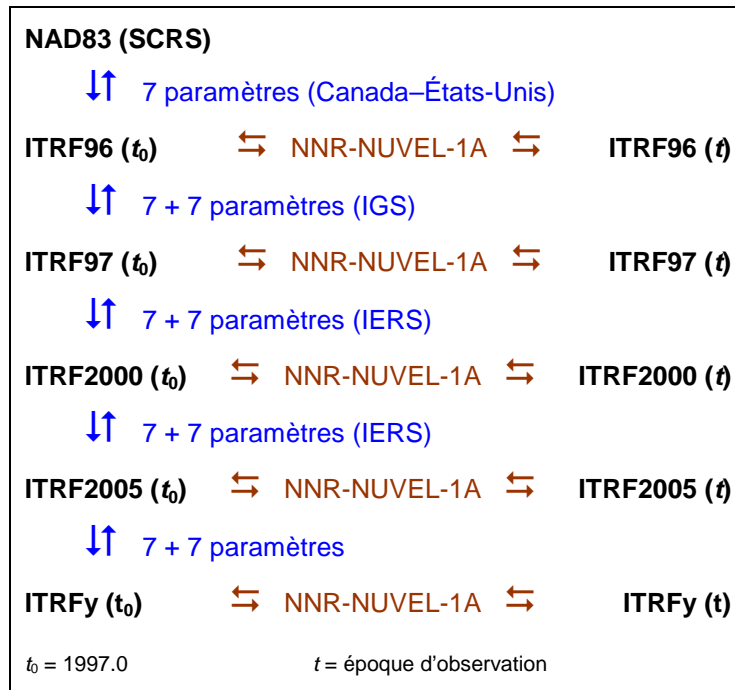 NAD83 (SCRS)
↓↑ 7 paramètres (Canada–États-Unis)
ITRF96 (t₀) ⇆ NNR-NUVEL-1A ⇆ ITRF96 (t)
↓↑ 7 + 7 paramètres (IGS)
ITRF97 (t₀) ⇆ NNR-NUVEL-1A ⇆ ITRF97 (t)
↓↑ 7 + 7 paramètres (IERS)
ITRF2000 (t₀) ⇆ NNR-NUVEL-1A ⇆ ITRF2000 (t)
↓↑ 7 + 7 paramètres (IERS)
ITRF2005 (t₀) ⇆ NNR-NUVEL-1A ⇆ ITRF2005 (t)
↓↑ 7 + 7 paramètres
ITRFy (t₀) ⇆ NNR-NUVEL-1A ⇆ ITRFy (t)
t₀ = 1997.0 t = époque d'observation